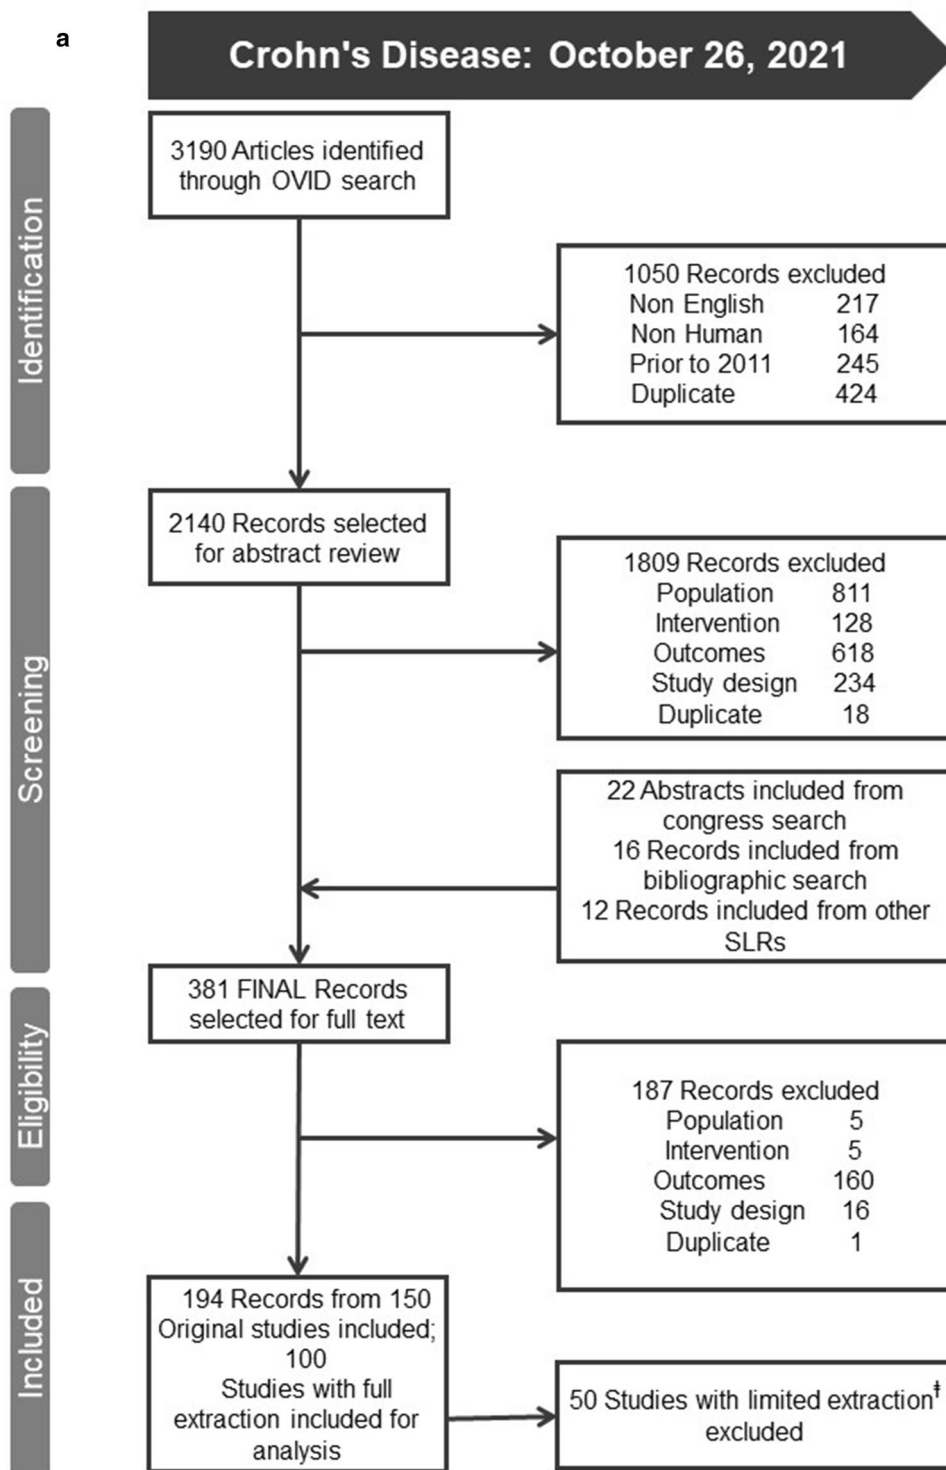 a
Crohn's Disease: October 26, 2021
Identification
3190 Articles identified
through OVID search
1050 Records excluded
Non English 217
Non Human 164
Prior to 2011 245
Duplicate 424
Screening
2140 Records selected
for abstract review
1809 Records excluded
Population 811
Intervention 128
Outcomes 618
Study design 234
Duplicate 18
22 Abstracts included from
congress search
16 Records included from
bibliographic search
12 Records included from other
SLRs
381 FINAL Records
selected for full text
Eligibility
187 Records excluded
Population 5
Intervention 5
Outcomes 160
Study design 16
Duplicate 1
Included
194 Records from 150
Original studies included;
100
Studies with full
extraction included for
analysis
50 Studies with limited extraction‡
excluded